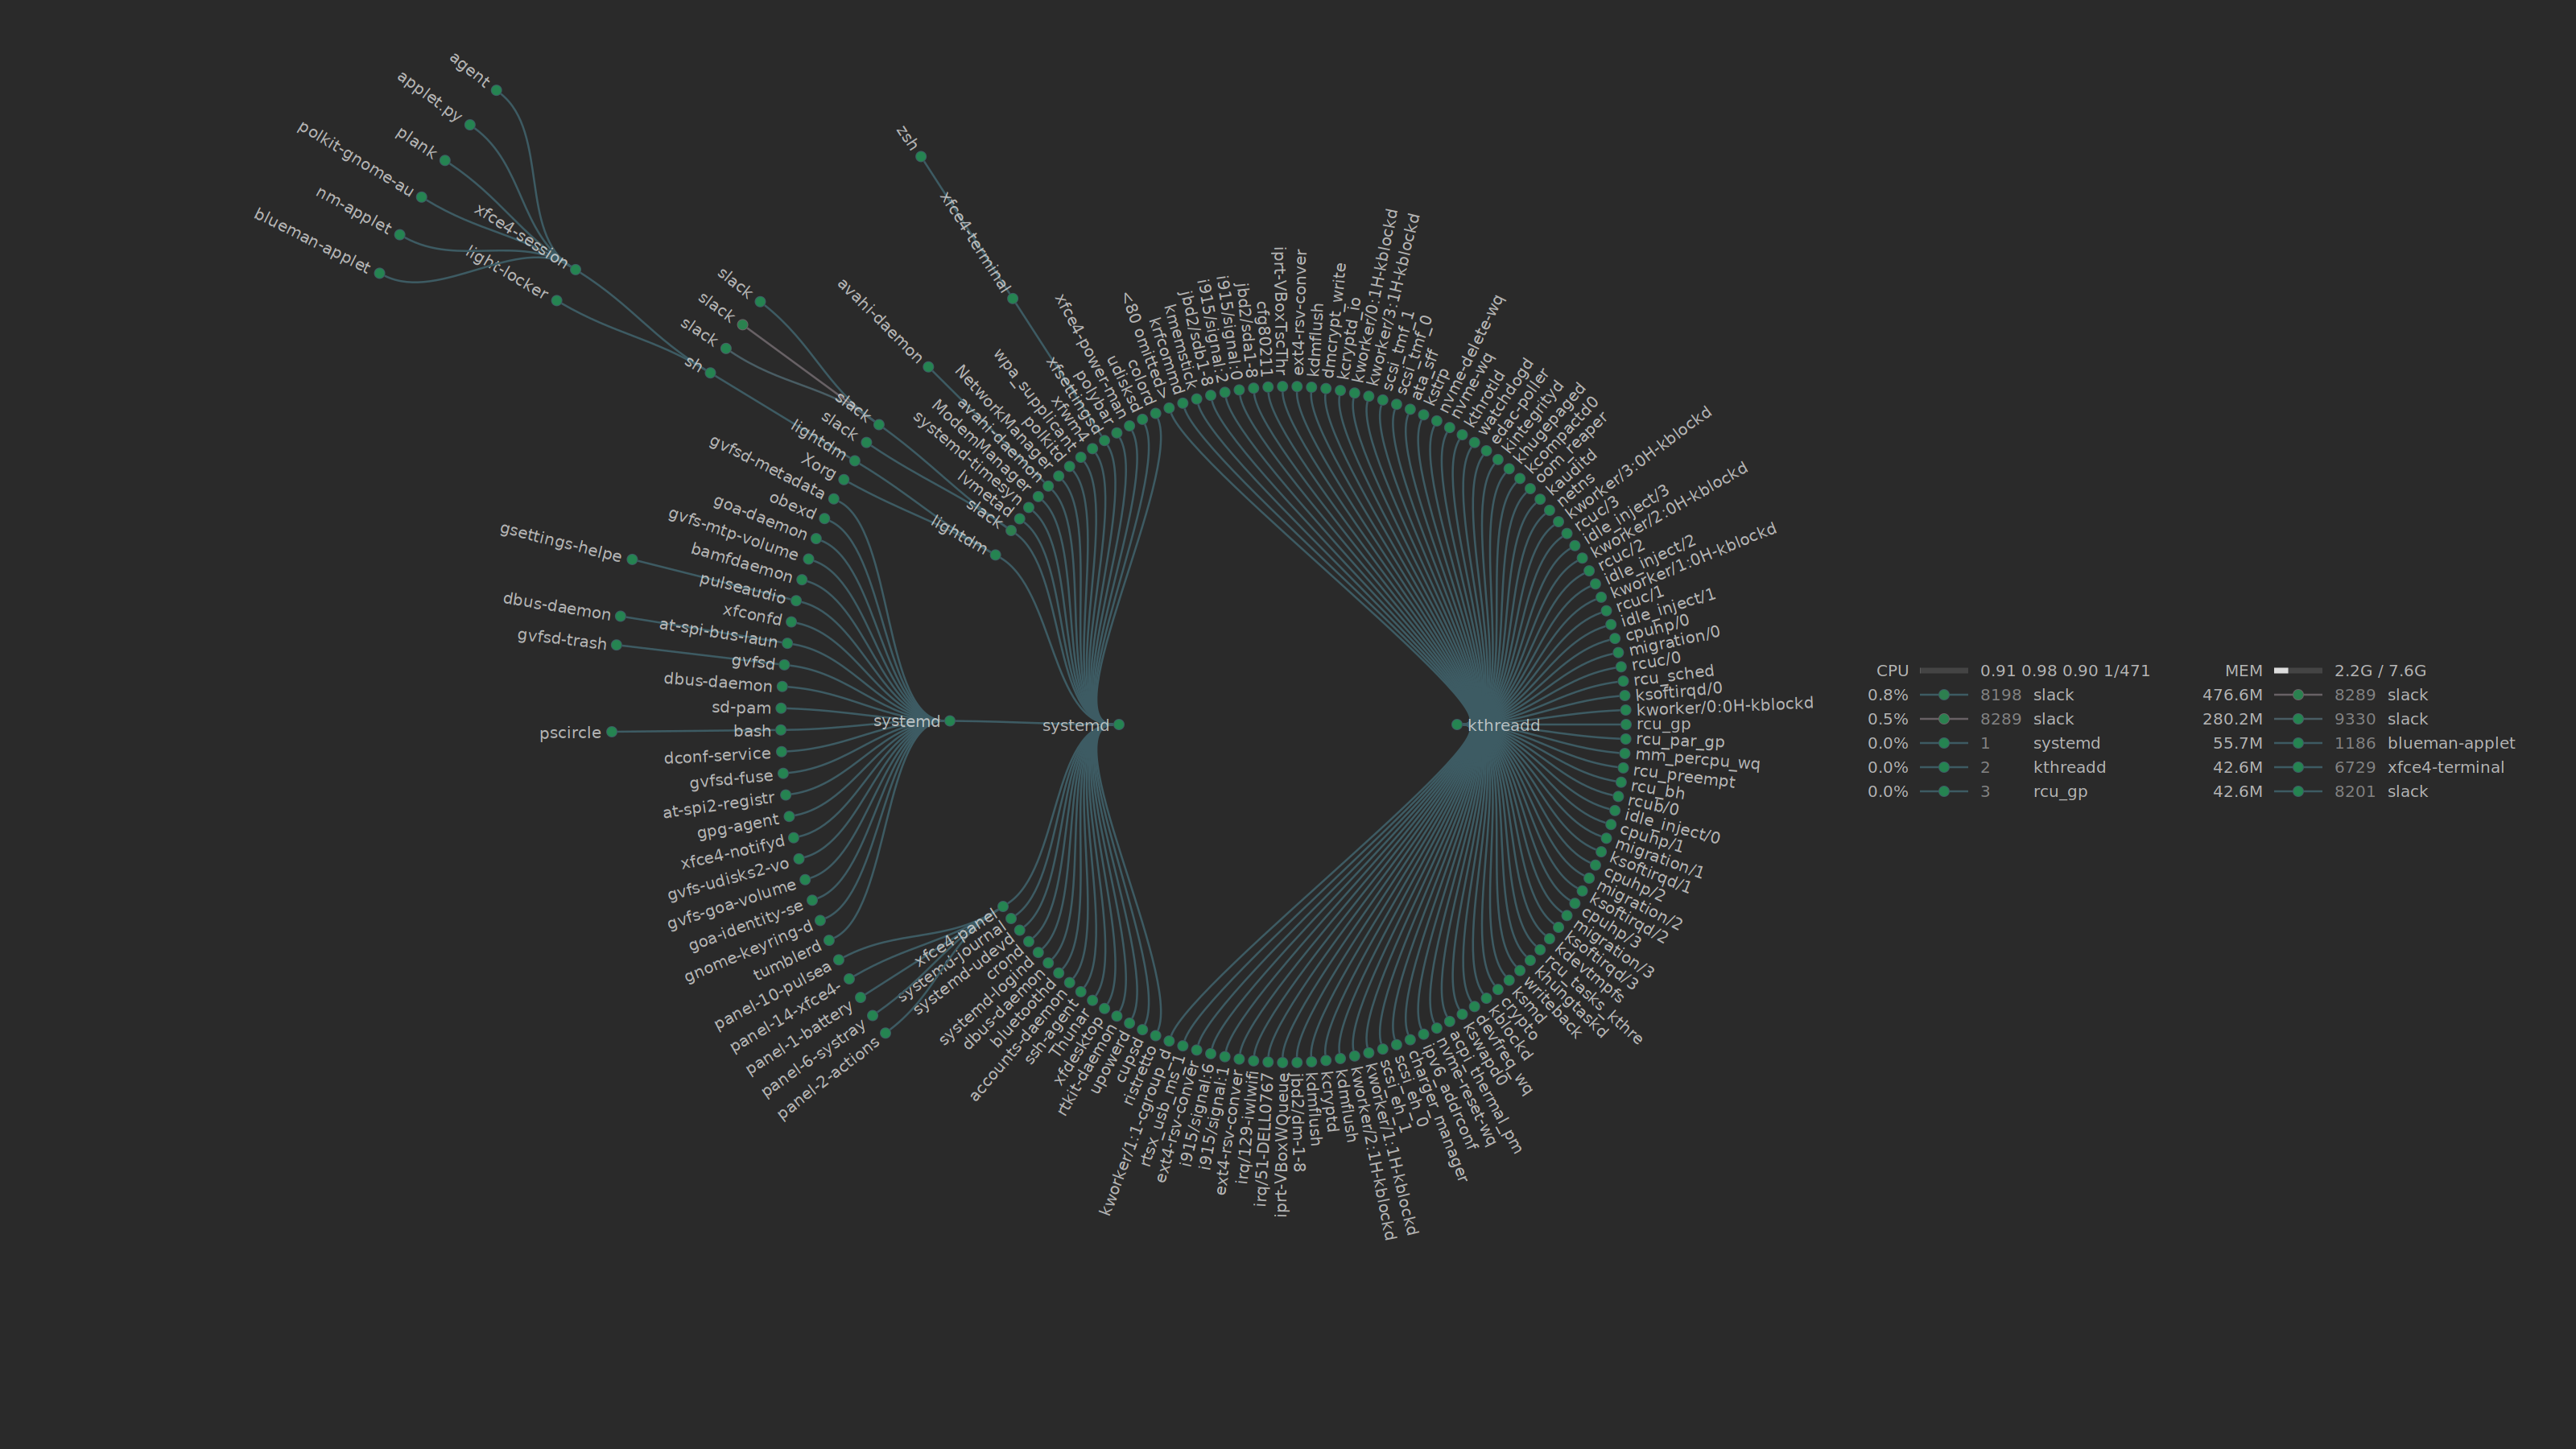 agent
applet.py
plank
polkit-gnome-au
nm-applet
blueman-applet
xfce4-session
light-locker
sh
zsh
xfce4-terminal
slack
slack
slack
slack
slack
lightdm
Xorg
gvfsd-metadata
obexd
goa-daemon
gvfs-mtp-volume
bamfdaemon
gsettings-helpe
pulseaudio
xfconfd
dbus-daemon
at-spi-bus-laun
gvfsd-trash
gvfsd
dbus-daemon
sd-pam
pscircle
bash
dconf-service
gvfsd-fuse
at-spi2-registr
gpg-agent
xfce4-notifyd
gvfs-udisks2-vo
gvfs-goa-volume
goa-identity-se
gnome-keyring-d
tumblerd
panel-10-pulsea
panel-14-xfce4-
panel-1-battery
panel-6-systray
panel-2-actions
systemd
systemd
avahi-daemon
lightdm
slack
lvmetad
systemd-timesyn
ModemManager
avahi-daemon
NetworkManager
polkitd
wpa_supplicant
xfwm4
xfsettingsd
polybar
xfce4-power-man
udisksd
colord
xfce4-panel
systemd-journal
systemd-udevd
crond
systemd-logind
dbus-daemon
bluetoothd
accounts-daemon
ssh-agent
Thunar
xfdesktop
rtkit-daemon
upowerd
cupsd
ristretto
<80 omitted>
krfcommd
kmemstick
jbd2/sdb1-8
i915/signal:2
i915/signal:0
jbd2/sda1-8
cfg80211
iprt-VBoxTscThr
ext4-rsv-conver
kdmflush
dmcrypt_write
kcryptd_io
kworker/0:1H-kblockd
kworker/3:1H-kblockd
scsi_tmf_1
scsi_tmf_0
ata_sff
kstrp
nvme-delete-wq
nvme-wq
kthrotld
watchdogd
edac-poller
kintegrityd
khugepaged
kcompactd0
oom_reaper
kauditd
netns
kworker/3:0H-kblockd
rcuc/3
idle_inject/3
kworker/2:0H-kblockd
rcuc/2
idle_inject/2
kworker/1:0H-kblockd
rcuc/1
idle_inject/1
cpuhp/0
migration/0
rcuc/0
rcu_sched
ksoftirqd/0
kworker/0:0H-kblockd
kthreadd
rcu_gp
rcu_par_gp
mm_percpu_wq
rcu_preempt
rcu_bh
rcub/0
idle_inject/0
cpuhp/1
migration/1
ksoftirqd/1
cpuhp/2
migration/2
ksoftirqd/2
cpuhp/3
migration/3
ksoftirqd/3
kdevtmpfs
rcu_tasks_kthre
khungtaskd
writeback
ksmd
crypto
kblockd
devfreq_wq
kswapd0
acpi_thermal_pm
nvme-reset-wq
ipv6_addrconf
charger_manager
scsi_eh_0
scsi_eh_1
kworker/1:1H-kblockd
kworker/2:1H-kblockd
kdmflush
kcryptd
kdmflush
jbd2/dm-1-8
iprt-VBoxWQueue
irq/51-DELL0767
irq/129-iwlwifi
ext4-rsv-conver
i915/signal:1
i915/signal:6
ext4-rsv-conver
rtsx_usb_ms_1
kworker/1:1-cgroup_d
CPU 0.91 0.98 0.90 1/471
0.8% 8198 slack
0.5% 8289 slack
0.0% 1 systemd
0.0% 2 kthreadd
0.0% 3 rcu_gp
MEM 2.2G / 7.6G
476.6M 8289 slack
280.2M 9330 slack
55.7M 1186 blueman-applet
42.6M 6729 xfce4-terminal
42.6M 8201 slack